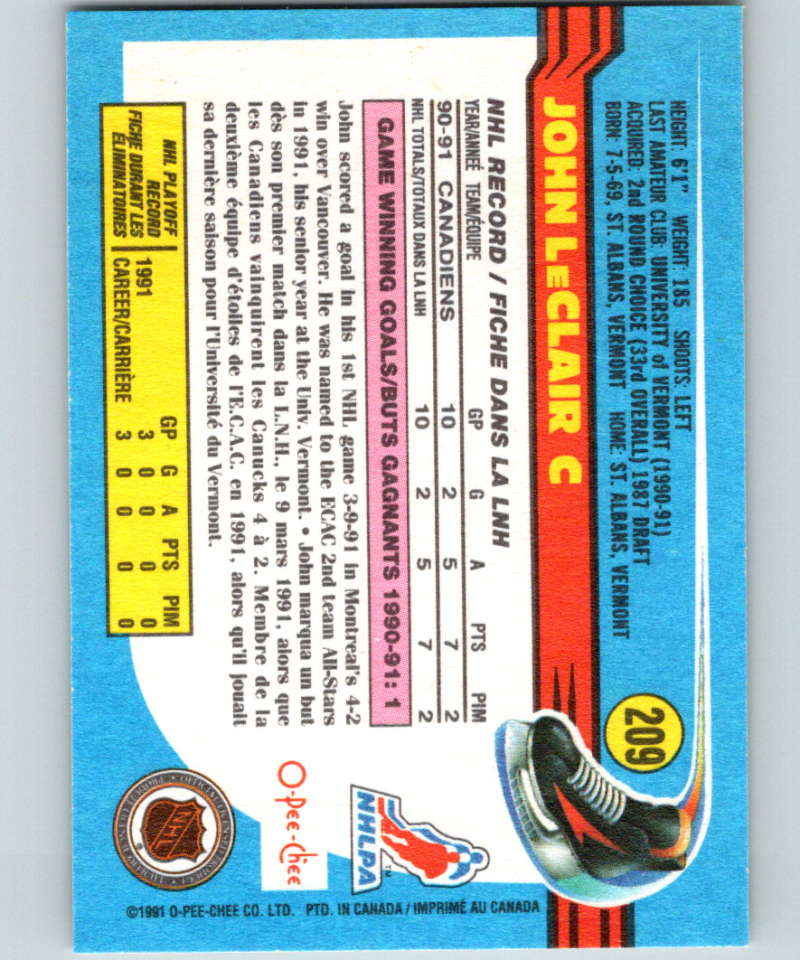 HEIGHT: 6'1" WEIGHT: 185 SHOOTS: LEFT
LAST AMATEUR CLUB: UNIVERSITY of VERMONT (1990-91)
ACQUIRED: 2nd ROUND CHOICE (33rd OVERALL) 1987 DRAFT
BORN: 7-5-69, ST. ALBANS, VERMONT HOME: ST. ALBANS, VERMONT
209
JOHN LeCLAIR C
NHL RECORD / FICHE DANS LA LNH
YEAR/ANNÉE TEAM/ÉQUIPE GP G A PTS PIM
90-91 CANADIENS 10 2 5 7 2
NHL TOTALS/TOTAUX DANS LA LNH 10 2 5 7 2
GAME WINNING GOALS/BUTS GAGNANTS 1990-91: 1
John scored a goal in his 1st NHL game 3-9-91 in Montreal's 4-2
win over Vancouver. He was named to the ECAC 2nd team All-Stars
in 1991, his senior year at the Univ. Vermont. • John marqua un but
dès son premier match dans la L.N.H., le 9 mars 1991, alors que
les Canadiens vainquirent les Canucks 4 à 2. Membre de la
deuxième équipe d'étoiles de l'E.C.A.C. en 1991, alors qu'il jouait
sa dernière saison pour l'Université du Vermont.
NHL PLAYOFF
RECORD
FICHE DURANT LES
ÉLIMINATOIRES
GP G A PTS PIM
1991 3 0 0 0 0
CAREER/CARRIÈRE 3 0 0 0 0
NHLPA
TM
O-Pee-Chee
NHL
©1991 O-PEE-CHEE CO. LTD. PTD. IN CANADA / IMPRIMÉ AU CANADA